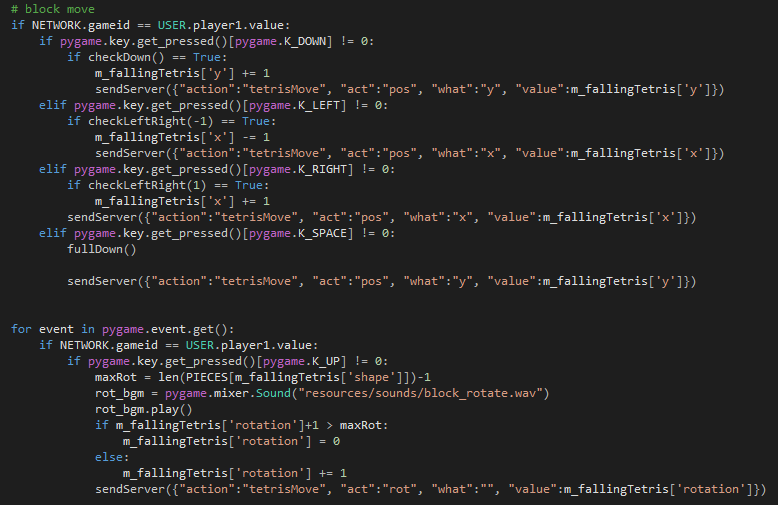 # block move
if NETWORK.gameid == USER.player1.value:
    if pygame.key.get_pressed()[pygame.K_DOWN] != 0:
        if checkDown() == True:
            m_fallingTetris['y'] += 1
            sendServer({"action":"tetrisMove", "act":"pos", "what":"y", "value":m_fallingTetris['y']})
    elif pygame.key.get_pressed()[pygame.K_LEFT] != 0:
        if checkLeftRight(-1) == True:
            m_fallingTetris['x'] -= 1
            sendServer({"action":"tetrisMove", "act":"pos", "what":"x", "value":m_fallingTetris['x']})
    elif pygame.key.get_pressed()[pygame.K_RIGHT] != 0:
        if checkLeftRight(1) == True:
            m_fallingTetris['x'] += 1
        sendServer({"action":"tetrisMove", "act":"pos", "what":"x", "value":m_fallingTetris['x']})
    elif pygame.key.get_pressed()[pygame.K_SPACE] != 0:
        fullDown()
        sendServer({"action":"tetrisMove", "act":"pos", "what":"y", "value":m_fallingTetris['y']})
for event in pygame.event.get():
    if NETWORK.gameid == USER.player1.value:
        if pygame.key.get_pressed()[pygame.K_UP] != 0:
            maxRot = len(PIECES[m_fallingTetris['shape']])-1
            rot_bgm = pygame.mixer.Sound("resources/sounds/block_rotate.wav")
            rot_bgm.play()
            if m_fallingTetris['rotation']+1 > maxRot:
                m_fallingTetris['rotation'] = 0
            else:
                m_fallingTetris['rotation'] += 1
            sendServer({"action":"tetrisMove", "act":"rot", "what":"", "value":m_fallingTetris['rotation']})